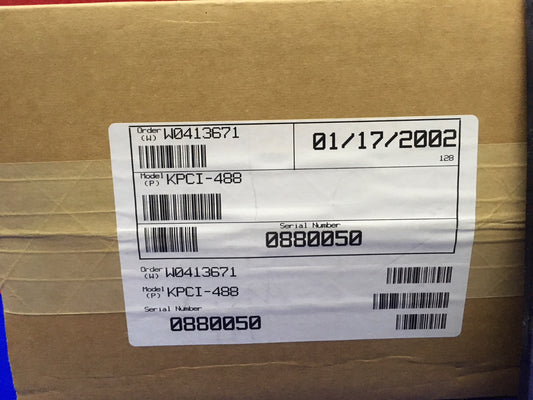 Order (W) W0413671
01/17/2002
128
Model (P) KPCI-488
Serial Number
0880050
Order (W) W0413671
Model (P) KPCI-488
Serial Number
0880050